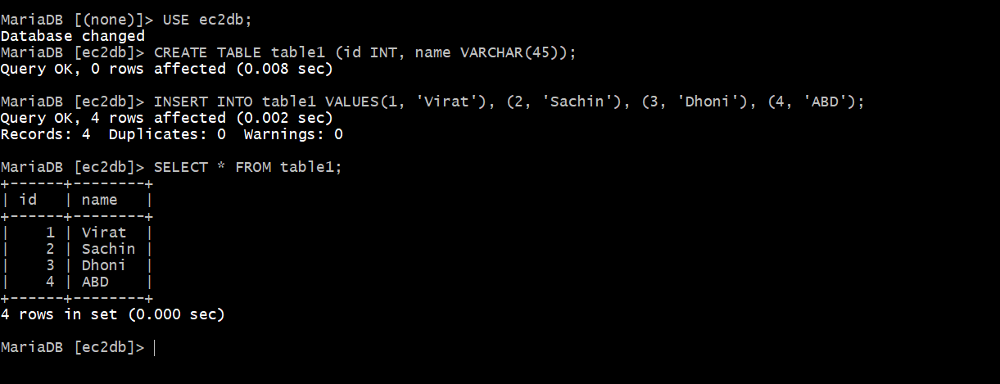 MariaDB [(none)]> USE ec2db;
Database changed
MariaDB [ec2db]> CREATE TABLE table1 (id INT, name VARCHAR(45));
Query OK, 0 rows affected (0.008 sec)
MariaDB [ec2db]> INSERT INTO table1 VALUES(1, 'Virat'), (2, 'Sachin'), (3, 'Dhoni'), (4, 'ABD');
Query OK, 4 rows affected (0.002 sec)
Records: 4  Duplicates: 0  Warnings: 0
MariaDB [ec2db]> SELECT * FROM table1;
+------+--------+
| id   | name   |
+------+--------+
|    1 | Virat  |
|    2 | Sachin |
|    3 | Dhoni  |
|    4 | ABD    |
+------+--------+
4 rows in set (0.000 sec)
MariaDB [ec2db]>